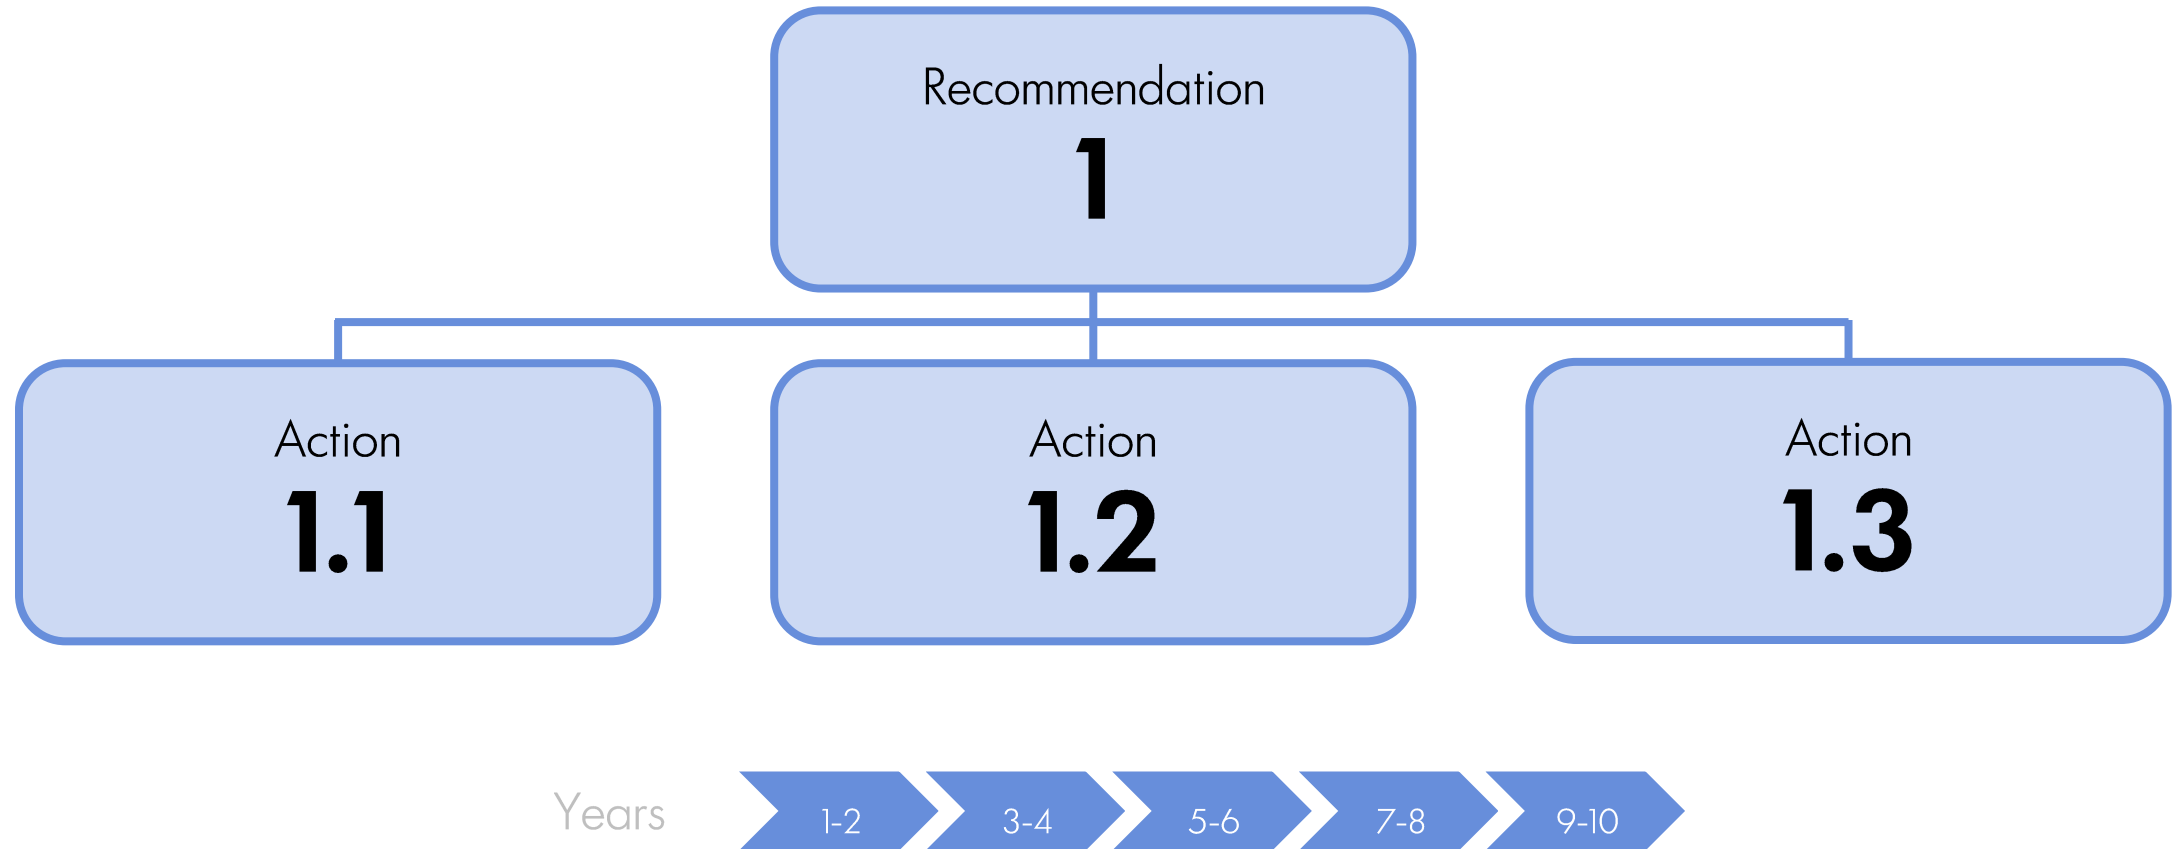 Recommendation
1
Action
1.1
Action
1.2
Action
1.3
Years 1-2 3-4 5-6 7-8 9-10